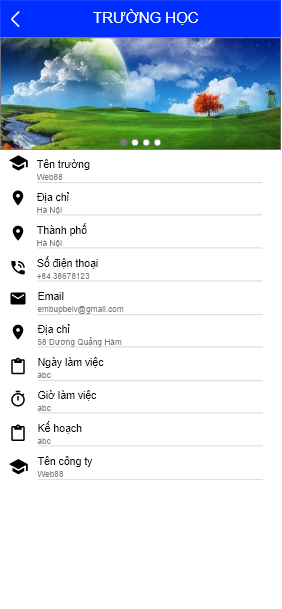 TRƯỜNG HỌC
Tên trường
Web88
Địa chỉ
Hà Nội
Thành phố
Hà Nội
Số điện thoại
+84 38678123
Email
embupbeiv@gmail.com
Địa chỉ
58 Dương Quảng Hàm
Ngày làm việc
abc
Giờ làm việc
abc
Kế hoạch
abc
Tên công ty
Web88